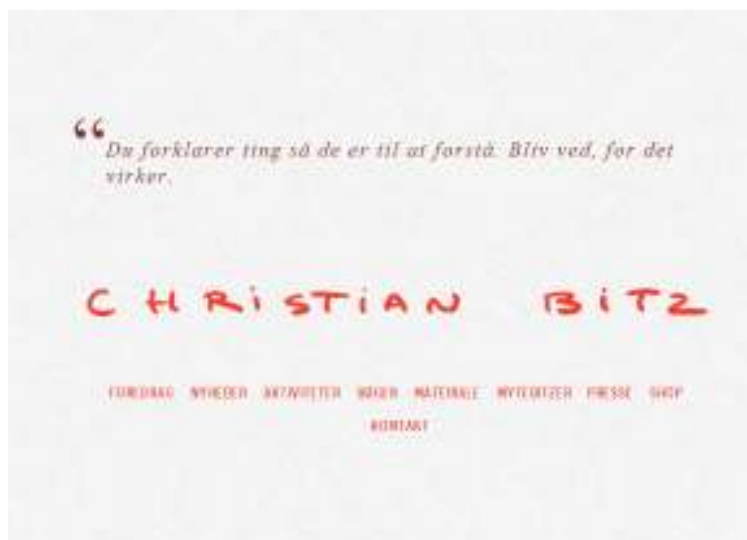 “
Du forklarer ting så de er til at forstå. Bliv ved, for det
virker.
CHRiSTiAN BiTZ
FOREDRAG NYHEDER AKTIVITETER BØGER MATERIALE MYTEBITZER PRESSE SHOP
KONTAKT